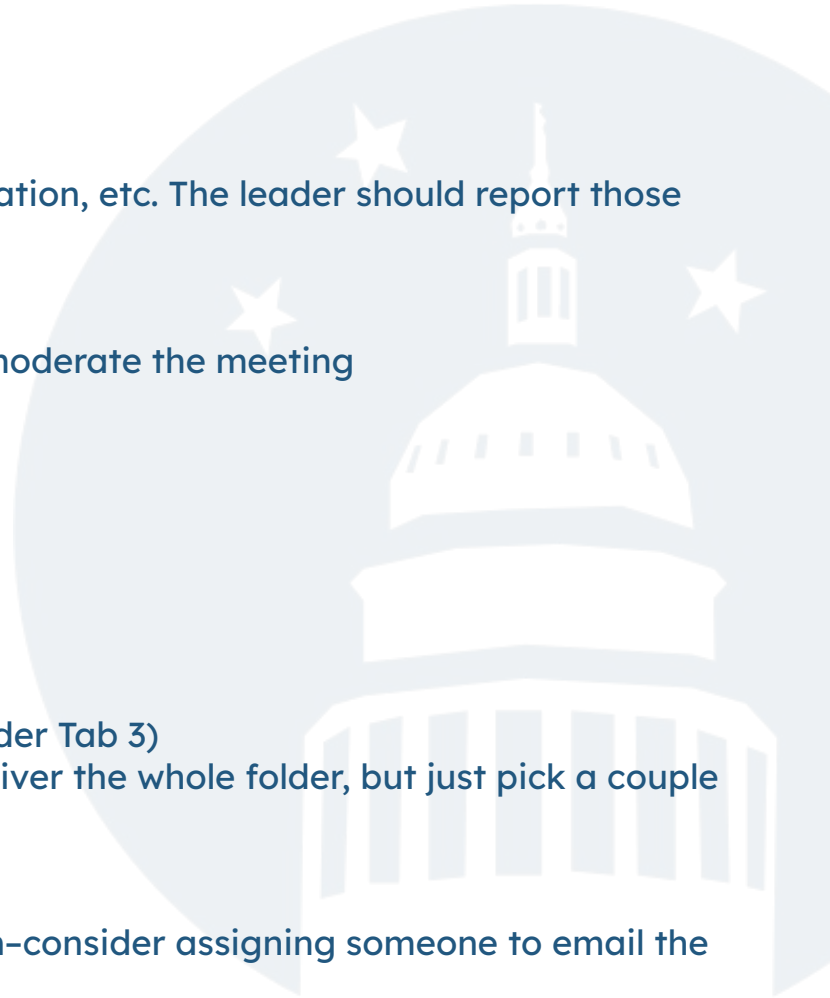 ation, etc. The leader should report those
moderate the meeting
der Tab 3)
iver the whole folder, but just pick a couple
n–consider assigning someone to email the